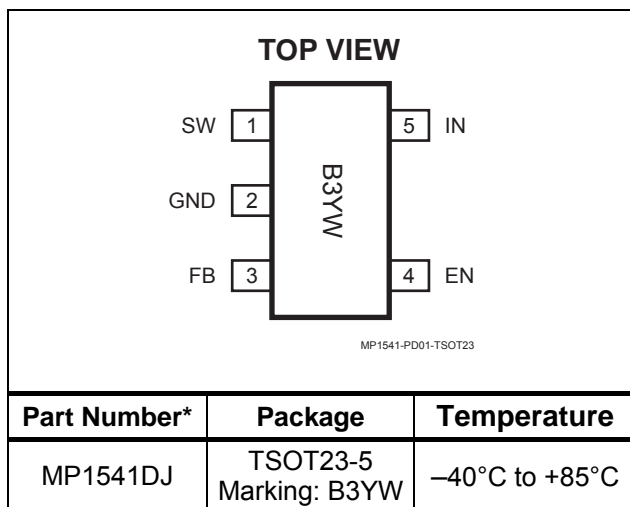 TOP VIEW
SW 1 5 IN
B3YW
GND 2
FB 3 4 EN
MP1541-PD01-TSOT23
Part Number* Package Temperature
MP1541DJ TSOT23-5 –40°C to +85°C
Marking: B3YW